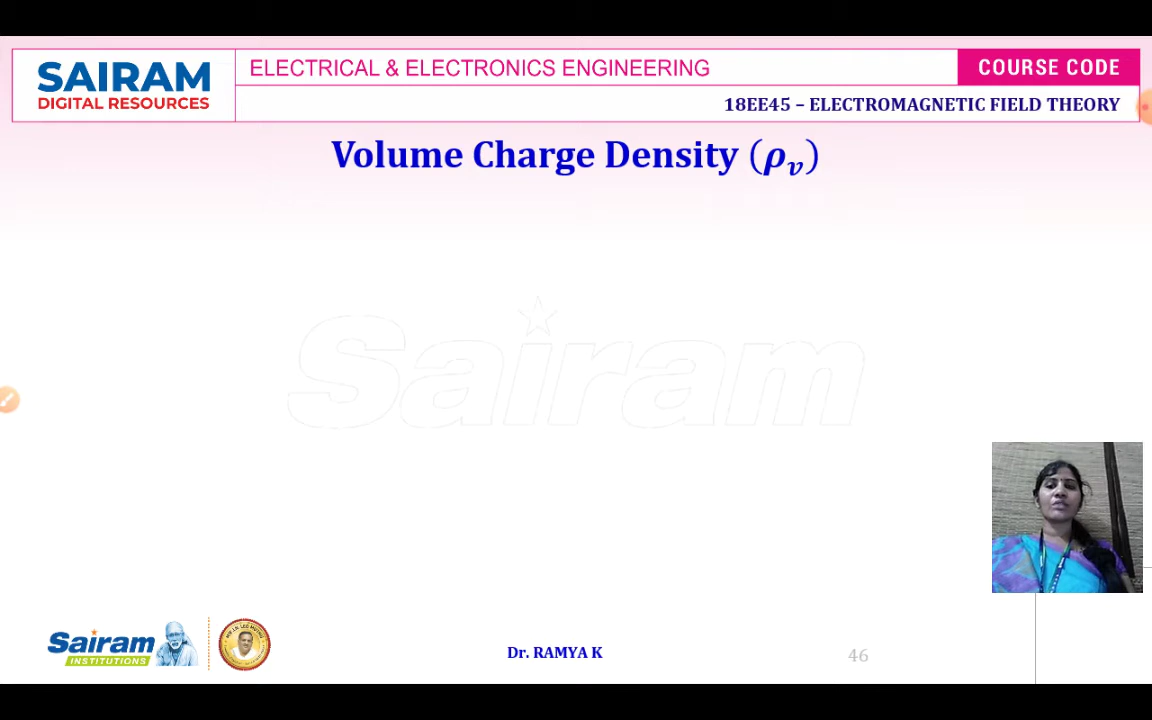 SAIRAM
DIGITAL RESOURCES
ELECTRICAL & ELECTRONICS ENGINEERING
COURSE CODE
18EE45 – ELECTROMAGNETIC FIELD THEORY
Volume Charge Density (ρᵥ)
Sairam
Sairam
INSTITUTIONS
Dr. RAMYA K
46